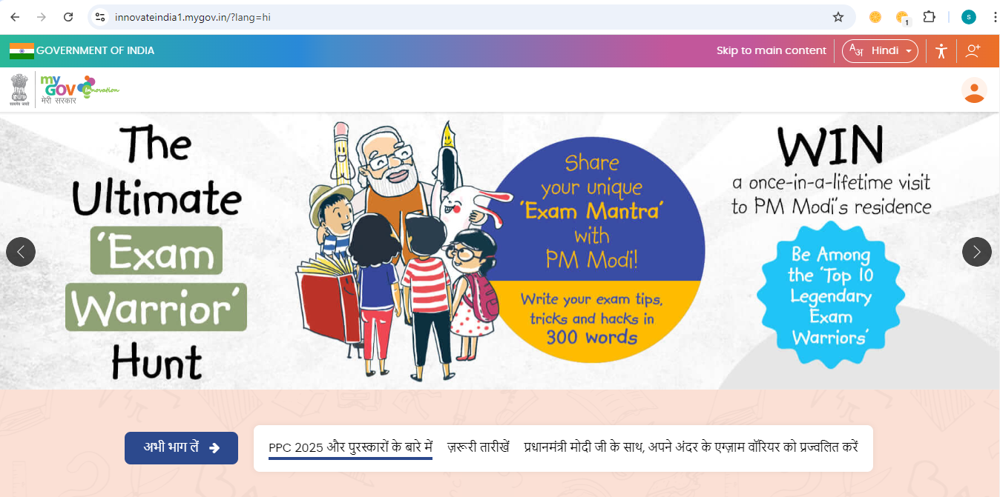 innovateindia1.mygov.in/?lang=hi
1
s
GOVERNMENT OF INDIA
Skip to main content
Aअ Hindi
सत्यमेव जयते
my
GOV
मेरी सरकार
Innovation
The
Ultimate
'Exam
Warrior'
Hunt
Share
your unique
'Exam Mantra'
with
PM Modi!
Write your exam tips,
tricks and hacks in
300 words
WIN
a once-in-a-lifetime visit
to PM Modi's residence
Be Among
the 'Top 10
Legendary
Exam
Warriors'
अभी भाग लें
PPC 2025 और पुरस्कारों के बारे में
ज़रूरी तारीखें
प्रधानमंत्री मोदी जी के साथ, अपने अंदर के एग्ज़ाम वॉरियर को प्रज्वलित करें